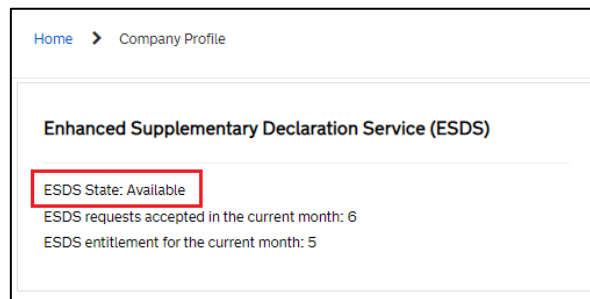 Home > Company Profile
Enhanced Supplementary Declaration Service (ESDS)
ESDS State: Available
ESDS requests accepted in the current month: 6
ESDS entitlement for the current month: 5